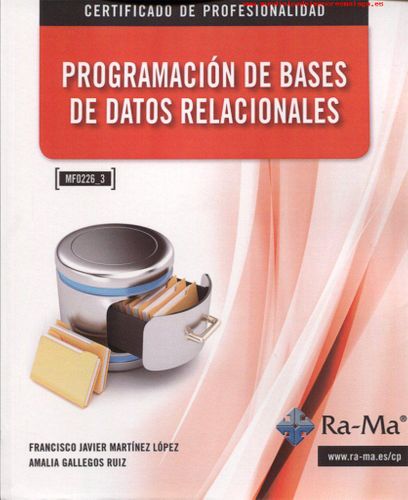 CERTIFICADO DE PROFESIONALIDAD
PROGRAMACIÓN DE BASES
DE DATOS RELACIONALES
MF0226_3
FRANCISCO JAVIER MARTÍNEZ LÓPEZ
AMALIA GALLEGOS RUIZ
Ra-Ma®
www.ra-ma.es/cp